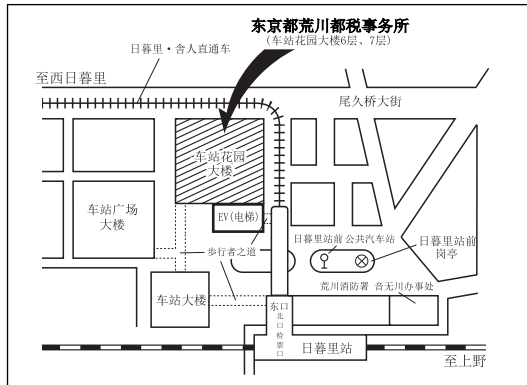 东京都荒川都税事务所
(车站花园大楼6层、7层)
日暮里・舍人直通车
至西日暮里
尾久桥大街
车站花园
大楼
车站广场
大楼
EV(电梯)
日暮里站前 公共汽车站
日暮里站前
岗亭
步行者之道
荒川消防署 音无川办事处
车站大楼
东口
北口检票口
日暮里站
至上野